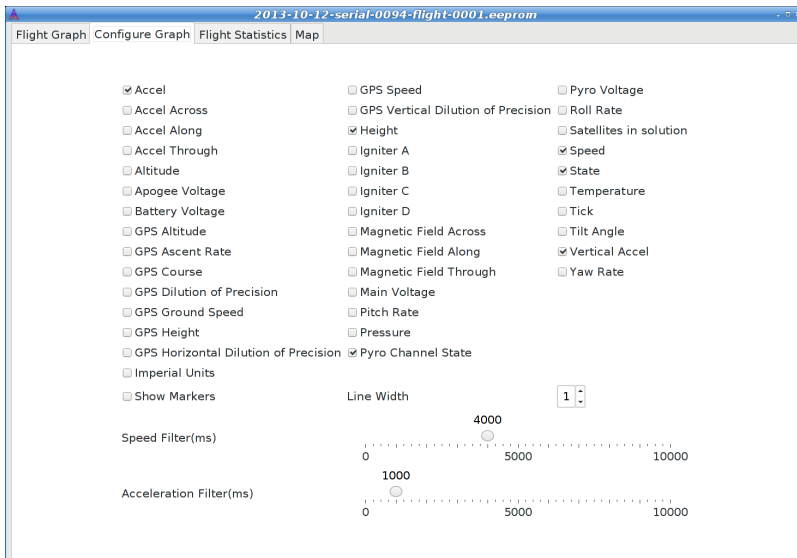 2013-10-12-serial-0094-flight-0001.eeprom
Flight Graph Configure Graph Flight Statistics Map
Accel GPS Speed Pyro Voltage
Accel Across GPS Vertical Dilution of Precision Roll Rate
Accel Along Height Satellites in solution
Accel Through Igniter A Speed
Altitude Igniter B State
Apogee Voltage Igniter C Temperature
Battery Voltage Igniter D Tick
GPS Altitude Magnetic Field Across Tilt Angle
GPS Ascent Rate Magnetic Field Along Vertical Accel
GPS Course Magnetic Field Through Yaw Rate
GPS Dilution of Precision Main Voltage
GPS Ground Speed Pitch Rate
GPS Height Pressure
GPS Horizontal Dilution of Precision Pyro Channel State
Imperial Units
Show Markers Line Width 1
4000
Speed Filter(ms)
0 5000 10000
1000
Acceleration Filter(ms)
0 5000 10000